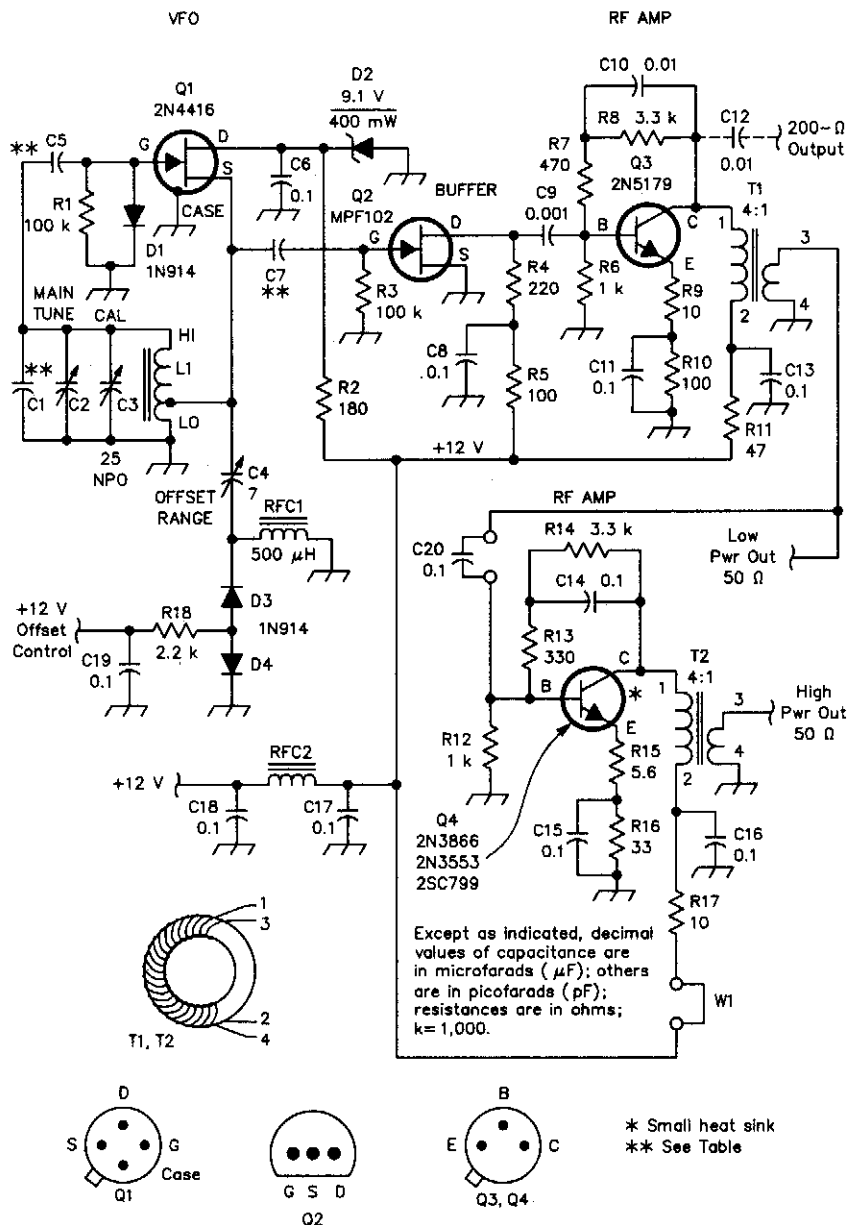 VFO
RF AMP
Q1
2N4416
D2
9.1 V
400 mW
C10 0.01
R8 3.3 k
C12
0.01
200-Ω
Output
** C5
G
D
S
C6
0.1
R7
470
Q3
2N5179
R1
100 k
D1
1N914
CASE
Q2
MPF102
BUFFER
C9
0.001
T1
4:1
G
D
S
B
C
E
1
2
3
4
C7
**
R3
100 k
R4
220
R6
1 k
R9
10
MAIN
TUNE
CAL
HI
L1
LO
**
C1
C2
C3
25
NPO
R2
180
C8
.0.1
R5
100
C11
0.1
R10
100
C13
0.1
R11
47
+12 V
C4
7
OFFSET
RANGE
RFC1
500 μH
RF AMP
R14 3.3 k
Low
Pwr Out
50 Ω
C20
0.1
C14 0.1
+12 V
Offset
Control
R18
2.2 k
D3
1N914
D4
C19
0.1
R13
330
T2
4:1
B
C
*
E
1
2
3
4
High
Pwr Out
50 Ω
R12
1 k
R15
5.6
+12 V
RFC2
C18
0.1
C17
0.1
Q4
2N3866
2N3553
2SC799
C15
0.1
R16
33
C16
0.1
R17
10
1
3
2
4
T1, T2
Except as indicated, decimal
values of capacitance are
in microfarads (μF); others
are in picofarads (pF);
resistances are in ohms;
k=1,000.
W1
D
S
G
Case
Q1
G S D
Q2
B
E
C
Q3, Q4
* Small heat sink
** See Table